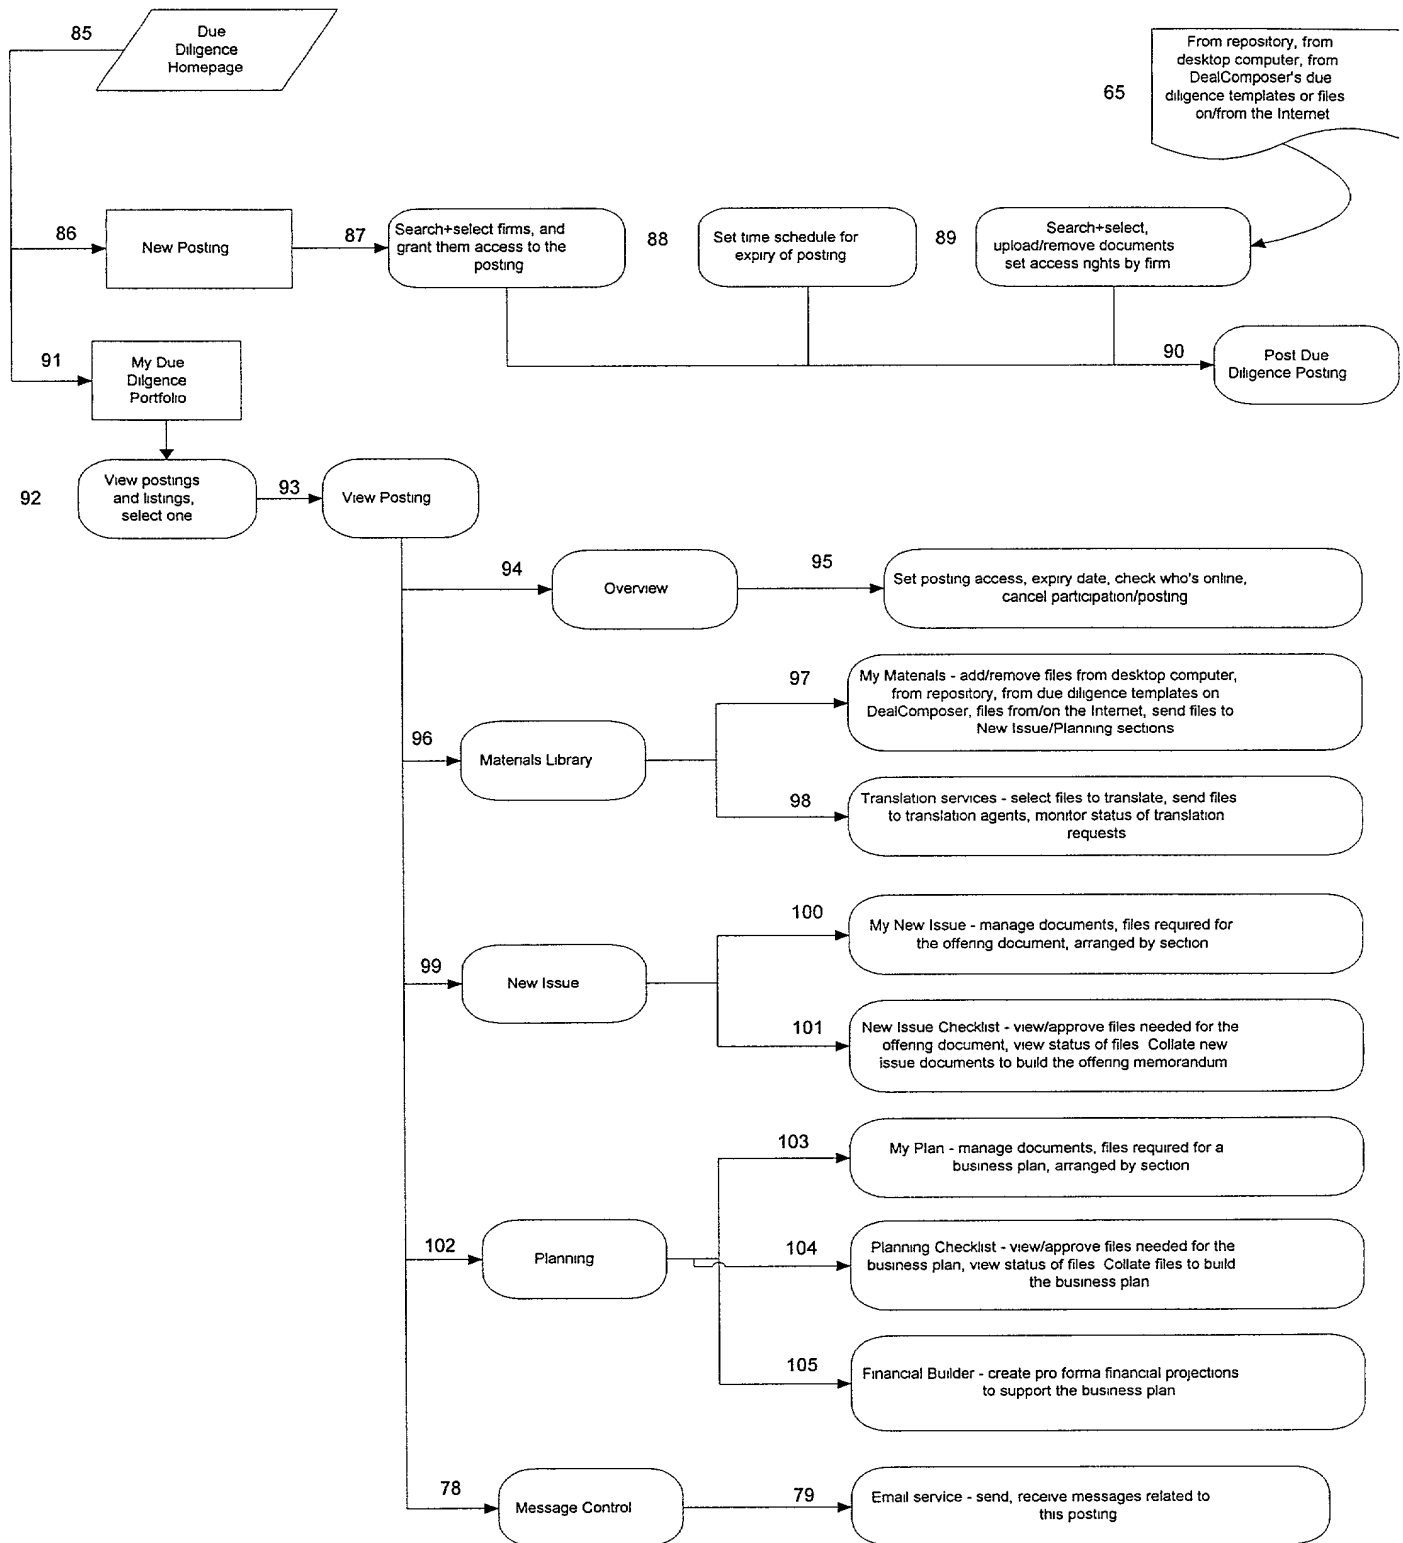 85
Due
Diligence
Homepage
From repository, from
desktop computer, from
DealComposer's due
diligence templates or files
on/from the Internet
65
86
New Posting
87
Search+select firms, and
grant them access to the
posting
88
Set time schedule for
expiry of posting
89
Search+select,
upload/remove documents
set access rights by firm
91
My Due
Dilgence
Portfolio
90
Post Due
Diligence Posting
92
View postings
and listings,
select one
93
View Posting
94
Overview
95
Set posting access, expiry date, check who's online,
cancel participation/posting
96
Materials Library
97
My Materials - add/remove files from desktop computer,
from repository, from due diligence templates on
DealComposer, files from/on the Internet, send files to
New Issue/Planning sections
98
Translation services - select files to translate, send files
to translation agents, monitor status of translation
requests
99
New Issue
100
My New Issue - manage documents, files required for
the offering document, arranged by section
101
New Issue Checklist - view/approve files needed for the
offering document, view status of files Collate new
issue documents to build the offering memorandum
102
Planning
103
My Plan - manage documents, files required for a
business plan, arranged by section
104
Planning Checklist - view/approve files needed for the
business plan, view status of files Collate files to build
the business plan
105
Financial Builder - create pro forma financial projections
to support the business plan
78
Message Control
79
Email service - send, receive messages related to
this posting